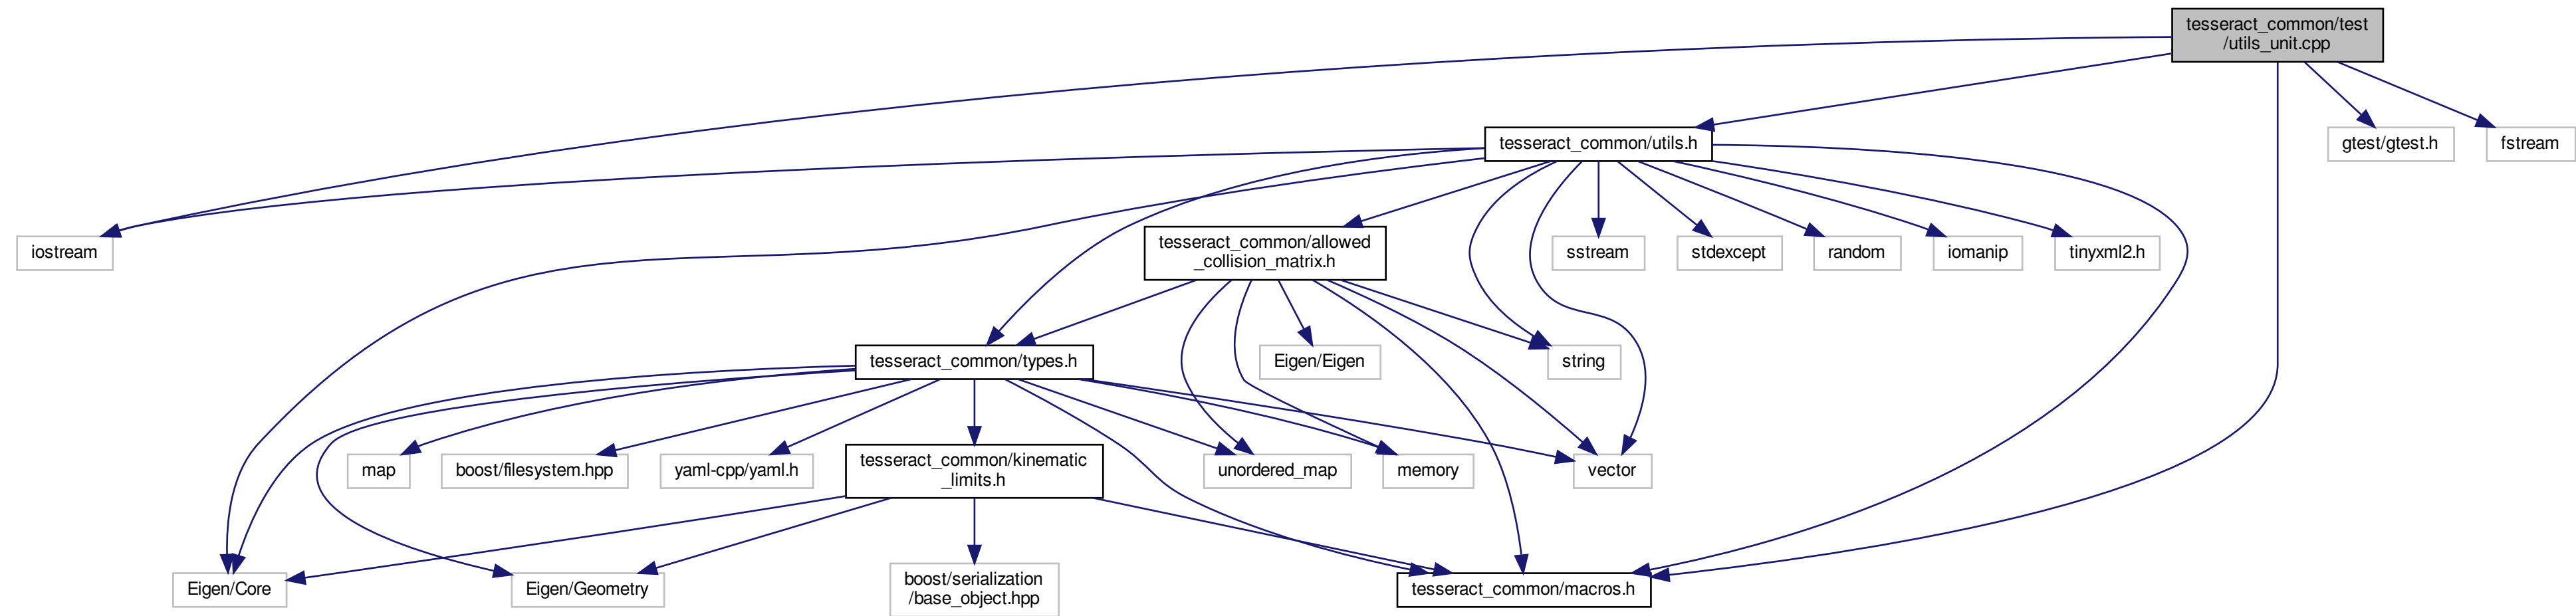 tesseract_common/test
/utils_unit.cpp
tesseract_common/utils.h
gtest/gtest.h
fstream
iostream
tesseract_common/allowed
_collision_matrix.h
sstream
stdexcept
random
iomanip
tinyxml2.h
tesseract_common/types.h
Eigen/Eigen
string
map
boost/filesystem.hpp
yaml-cpp/yaml.h
tesseract_common/kinematic
_limits.h
unordered_map
memory
vector
Eigen/Core
Eigen/Geometry
boost/serialization
/base_object.hpp
tesseract_common/macros.h